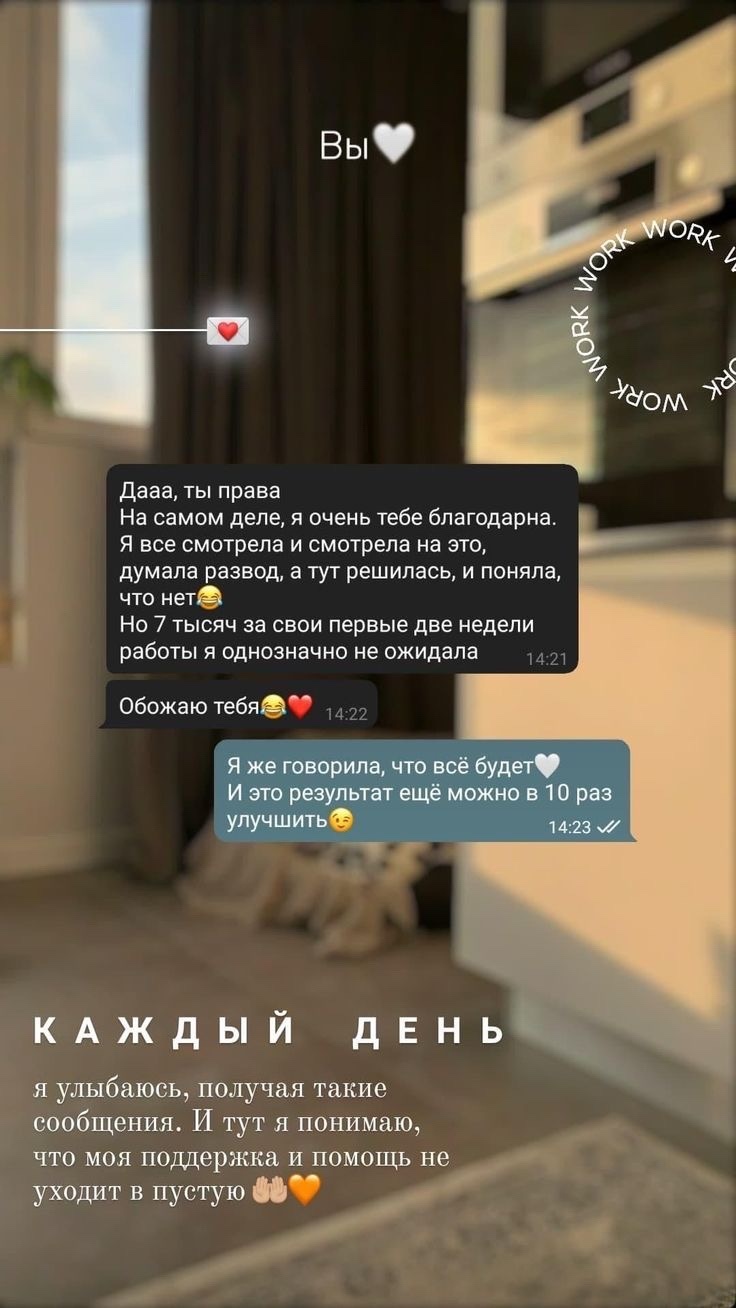 Вы🤍
WORK WORK WORK WORK WORK
Дааа, ты права
На самом деле, я очень тебе благодарна.
Я все смотрела и смотрела на это,
думала развод, а тут решилась, и поняла,
что нет😂
Но 7 тысяч за свои первые две недели
работы я однозначно не ожидала
14:21
Обожаю тебя😂❤️
14:22
Я же говорила, что всё будет🤍
И это результат ещё можно в 10 раз
улучшить😉
14:23
КАЖДЫЙ ДЕНЬ
я улыбаюсь, получая такие
сообщения. И тут я понимаю,
что моя поддержка и помощь не
уходит в пустую🤲🏼🧡